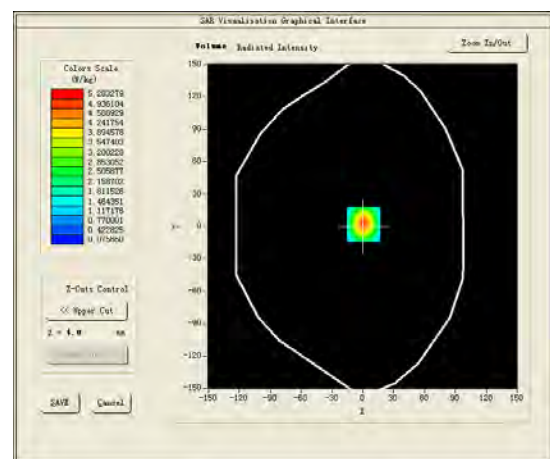 SAR Visualisation Graphical Interface
Volume Radiated Intensity
Zoom In/Out
Colors Scale
(W/kg)
5.283279
4.936104
4.588929
4.241754
3.894578
3.547403
3.200228
2.853052
2.505877
2.158702
1.811526
1.464351
1.117176
0.770001
0.422825
0.075650
150
120
90
60
30
0
-30
-60
-90
-120
-150
-150 -120 -90 -60 -30 0 30 60 90 120 150
X
Z-Cuts Control
<< Upper Cut
Z = 4.0 mm
SAVE Cancel